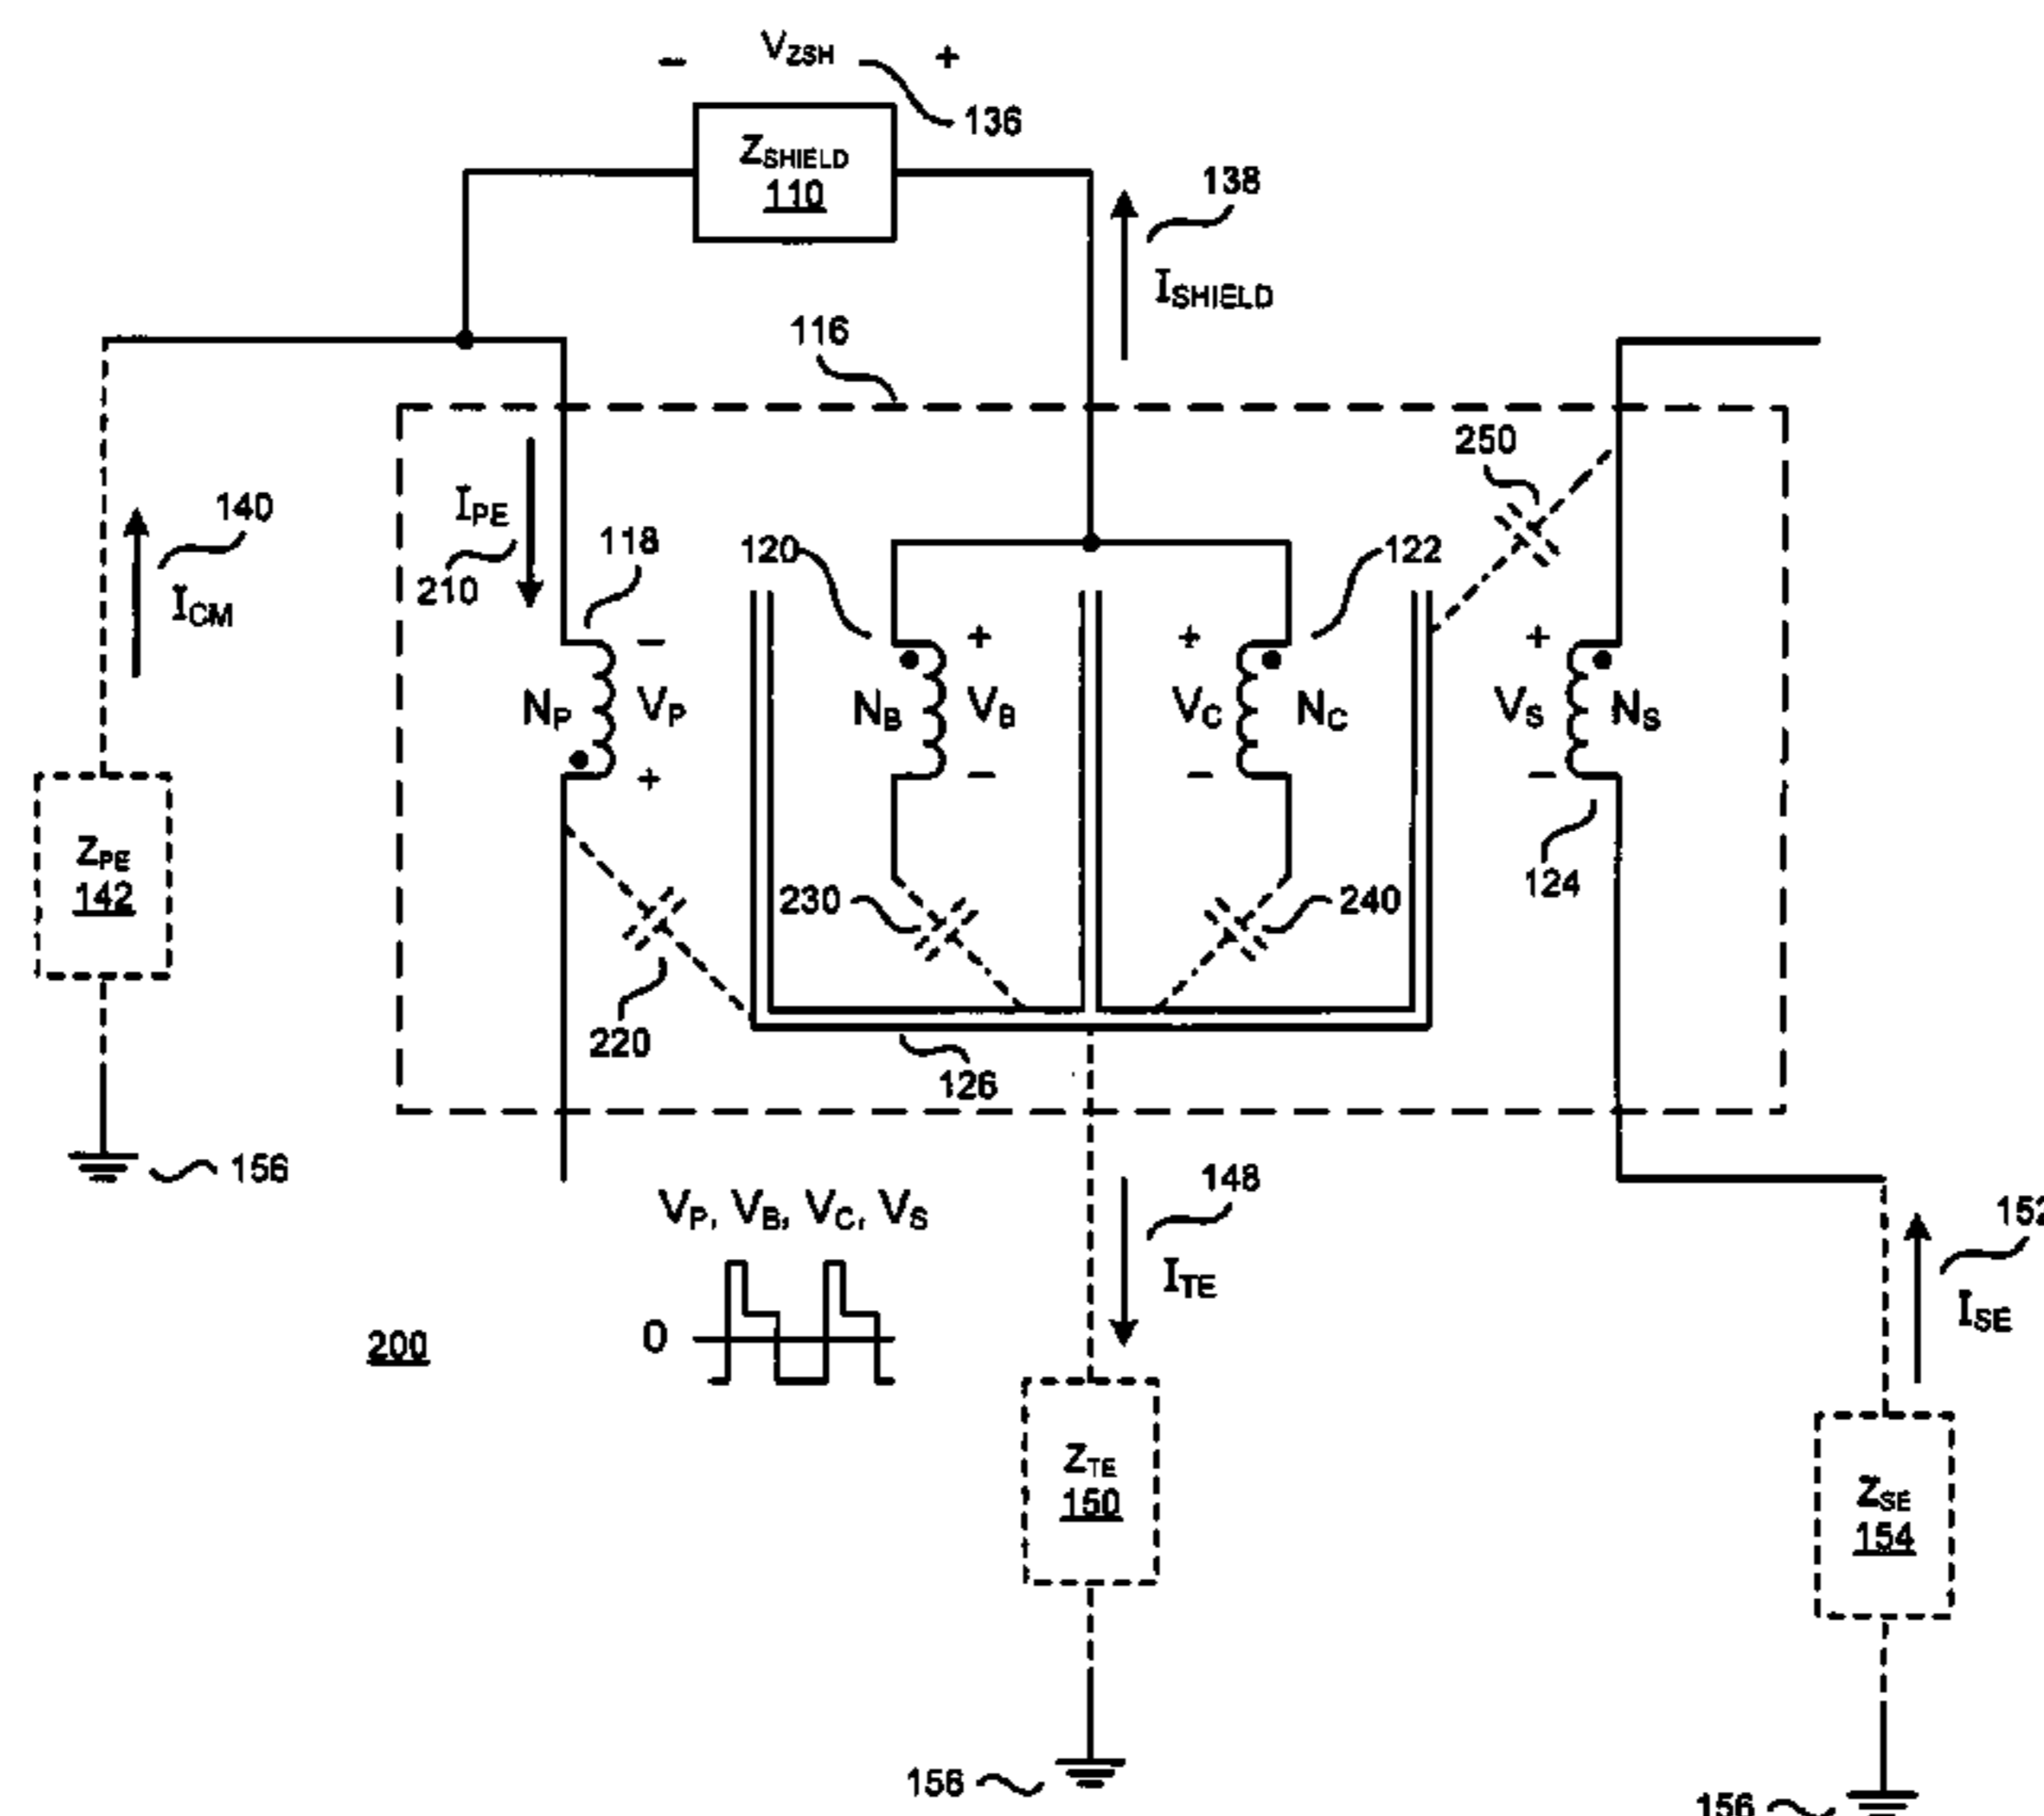 − V_ZSH +
136
Z_SHIELD
110
138
I_SHIELD
116
250
I_PE
140
I_CM
210
118
120
122
− + + +
N_P V_P N_B V_B V_C N_C V_S N_S
+ − − −
Z_PE
142
230
240
124
220
126
156
V_P, V_B, V_C, V_S
148
152
I_TE
I_SE
200
0
Z_TE
150
Z_SE
154
156
156